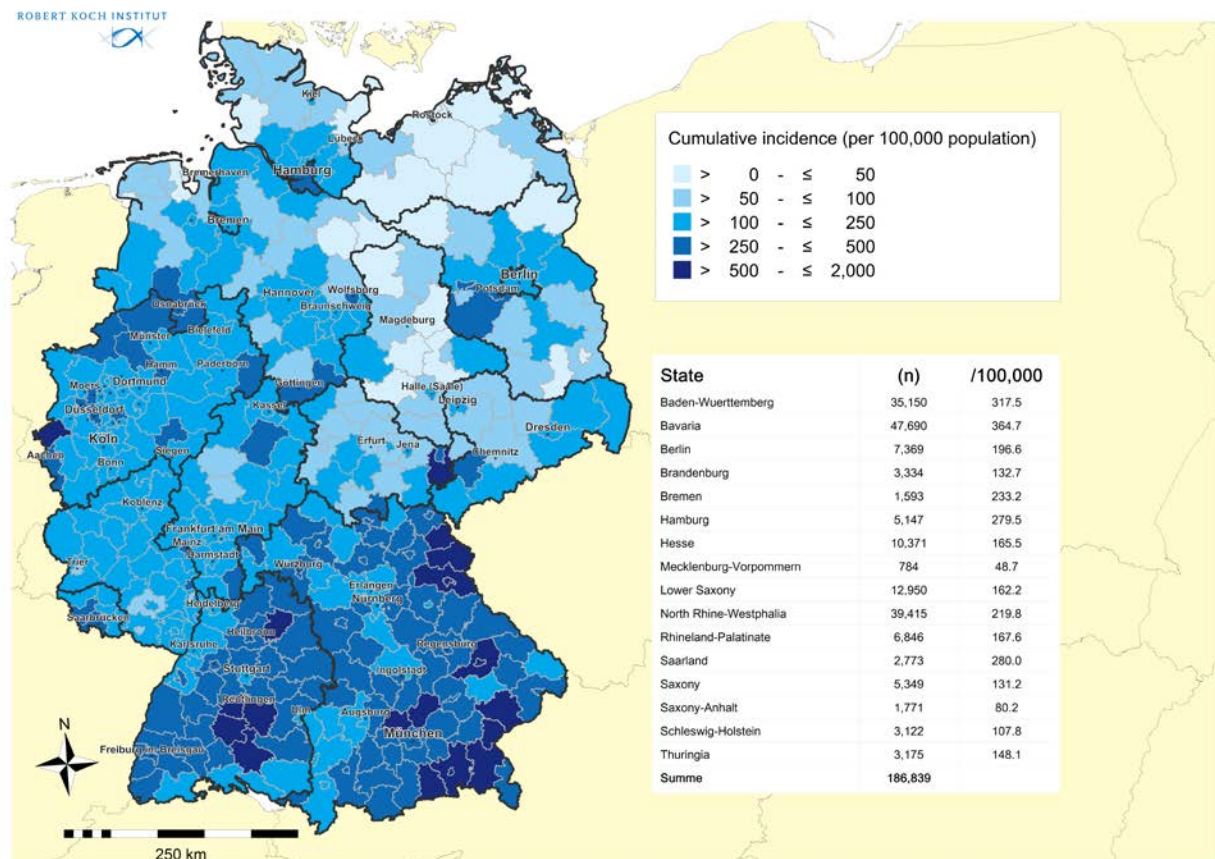 ROBERT KOCH INSTITUT
Kiel
Rostock
Lübeck
Bremerhaven
Hamburg
Bremen
Berlin
Wolfsburg
Potsdam
Osnabrück
Hannover
Braunschweig
Magdeburg
Münster
Bielefeld
Hamm
Paderborn
Göttingen
Moers
Dortmund
Halle (Saale)
Leipzig
Kassel
Düsseldorf
Dresden
Köln
Erfurt
Jena
Chemnitz
Aachen
Siegen
Bonn
Koblenz
Frankfurt am Main
Mainz
Darmstadt
Trier
Würzburg
Erlangen
Nürnberg
Heidelberg
Saarbrücken
Heilbronn
Karlsruhe
Regensburg
Stuttgart
Ingolstadt
Reutlingen
Ulm
Augsburg
München
Freiburg im Breisgau
N
250 km
Cumulative incidence (per 100,000 population)
> 0 - ≤ 50
> 50 - ≤ 100
> 100 - ≤ 250
> 250 - ≤ 500
> 500 - ≤ 2,000
State (n) /100,000
Baden-Wuerttemberg 35,150 317.5
Bavaria 47,690 364.7
Berlin 7,369 196.6
Brandenburg 3,334 132.7
Bremen 1,593 233.2
Hamburg 5,147 279.5
Hesse 10,371 165.5
Mecklenburg-Vorpommern 784 48.7
Lower Saxony 12,950 162.2
North Rhine-Westphalia 39,415 219.8
Rhineland-Palatinate 6,846 167.6
Saarland 2,773 280.0
Saxony 5,349 131.2
Saxony-Anhalt 1,771 80.2
Schleswig-Holstein 3,122 107.8
Thuringia 3,175 148.1
Summe 186,839